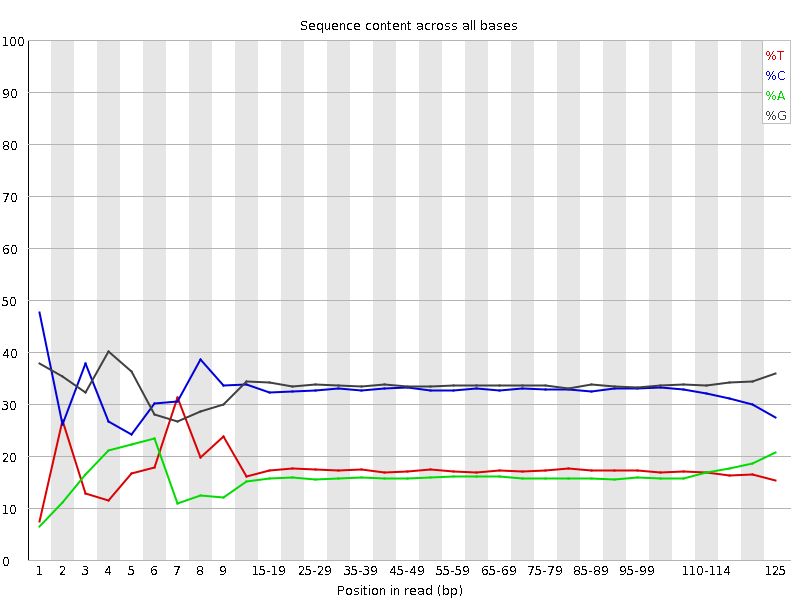 Sequence content across all bases
100
90
80
70
60
50
40
30
20
10
0
%T
%C
%A
%G
1 2 3 4 5 6 7 8 9 15-19 25-29 35-39 45-49 55-59 65-69 75-79 85-89 95-99 110-114 125
Position in read (bp)